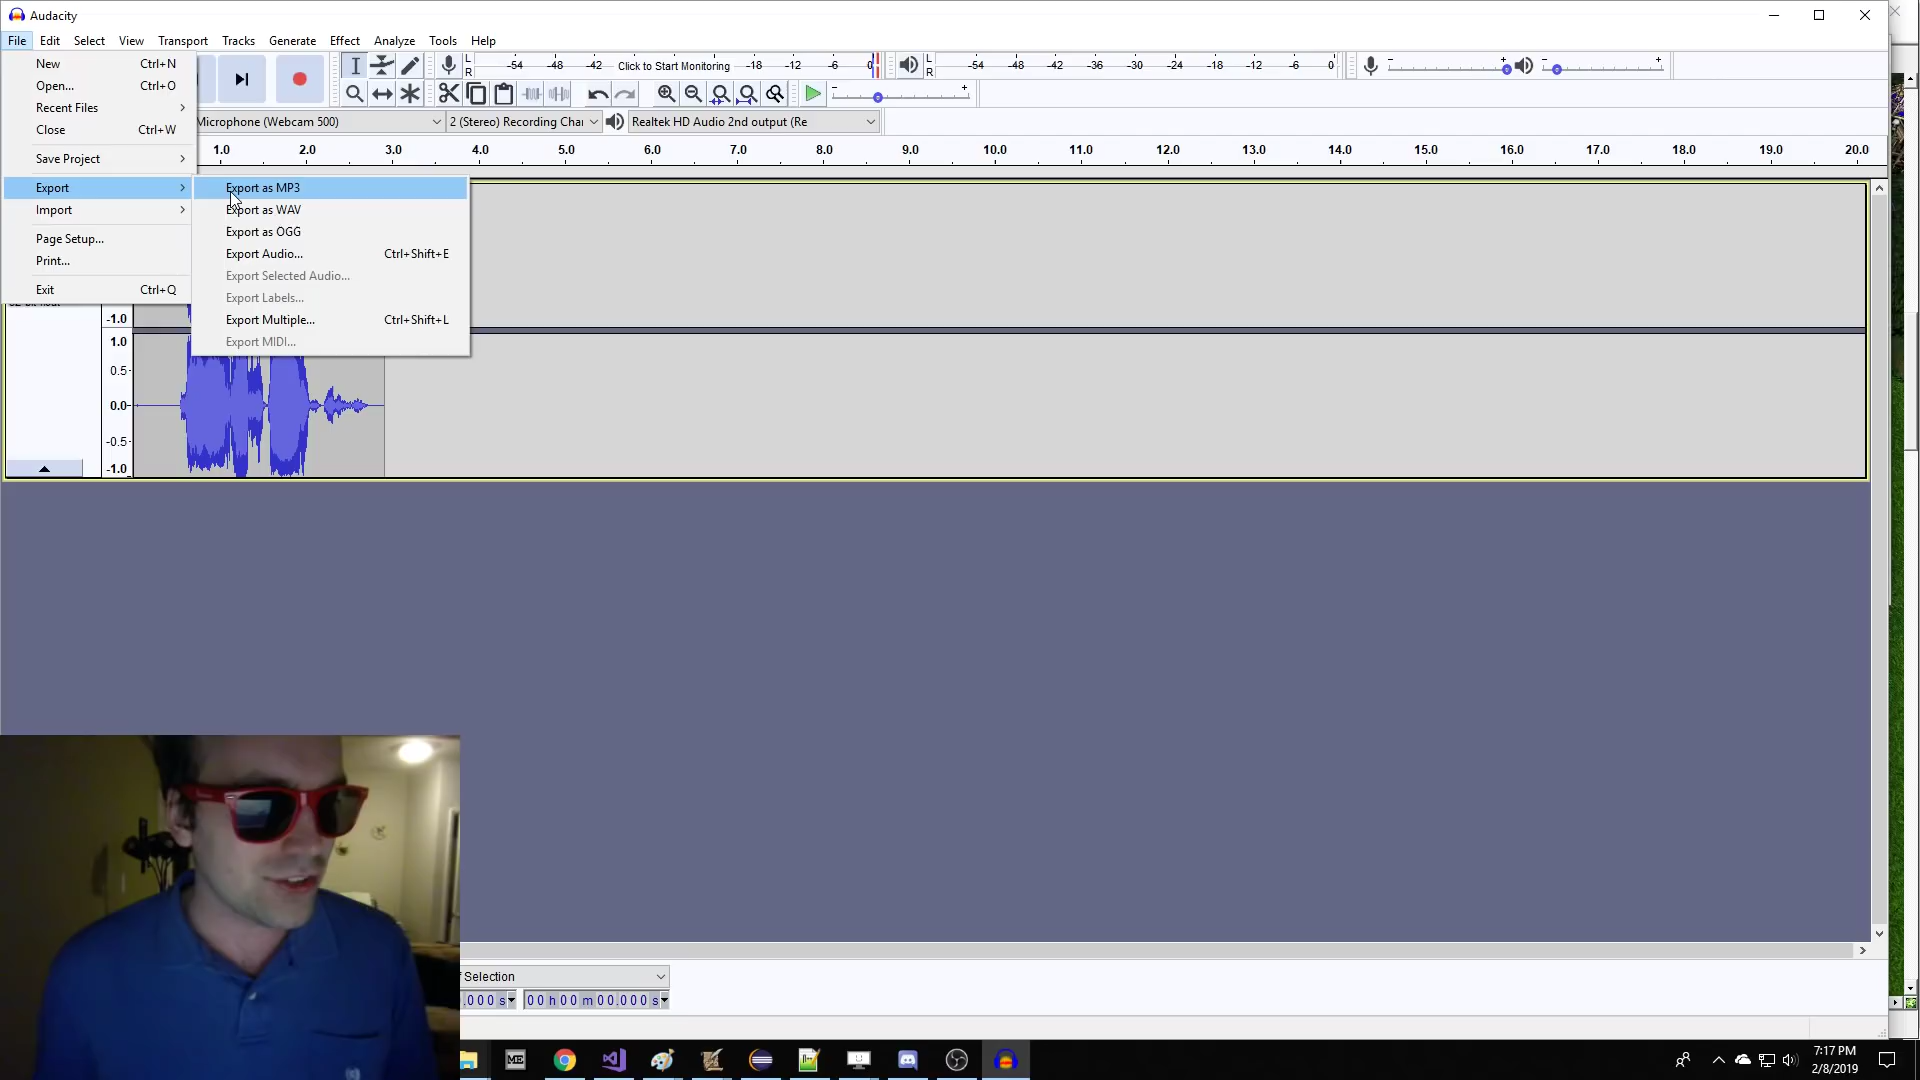 Audacity
File Edit Select View Transport Tracks Generate Effect Analyze Tools Help
New Ctrl+N
Open... Ctrl+O
Recent Files
Close Ctrl+W
Save Project
Export
Import
Page Setup...
Print...
Exit Ctrl+Q
Export as MP3
Export as WAV
Export as OGG
Export Audio... Ctrl+Shift+E
Export Selected Audio...
Export Labels...
Export Multiple... Ctrl+Shift+L
Export MIDI...
L
R
-54 -48 -42 Click to Start Monitoring -18 -12 -6 0
L
R
-54 -48 -42 -36 -30 -24 -18 -12 -6 0
- +
- +
- +
Microphone (Webcam 500) 2 (Stereo) Recording Chai Realtek HD Audio 2nd output (Re
1.0 2.0 3.0 4.0 5.0 6.0 7.0 8.0 9.0 10.0 11.0 12.0 13.0 14.0 15.0 16.0 17.0 18.0 19.0 20.0
-1.0
1.0
0.5
0.0
-0.5
-1.0
Selection
.000 s 00 h 00 m 00.000 s
ME
7:17 PM
2/8/2019